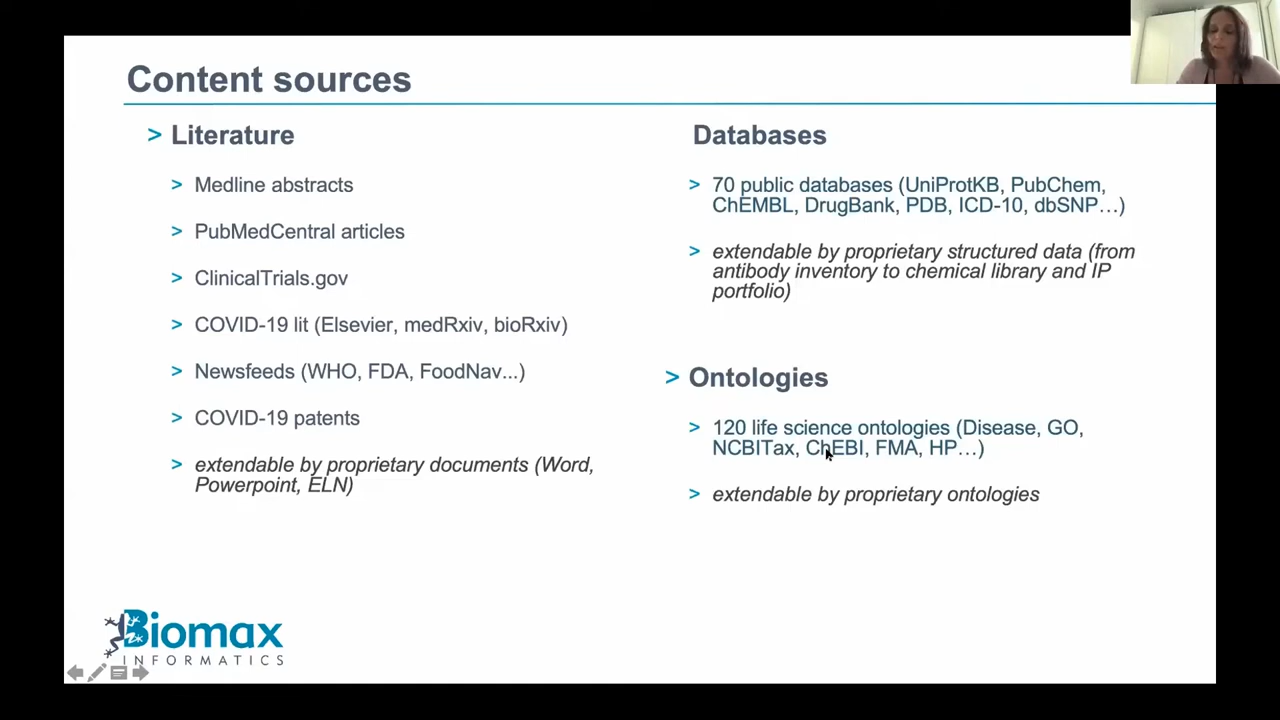 Content sources
> Literature
> Medline abstracts
> PubMedCentral articles
> ClinicalTrials.gov
> COVID-19 lit (Elsevier, medRxiv, bioRxiv)
> Newsfeeds (WHO, FDA, FoodNav...)
> COVID-19 patents
> extendable by proprietary documents (Word,
Powerpoint, ELN)
Databases
> 70 public databases (UniProtKB, PubChem,
ChEMBL, DrugBank, PDB, ICD-10, dbSNP…)
> extendable by proprietary structured data (from
antibody inventory to chemical library and IP
portfolio)
> Ontologies
> 120 life science ontologies (Disease, GO,
NCBITax, ChEBI, FMA, HP…)
> extendable by proprietary ontologies
Biomax
INFORMATICS